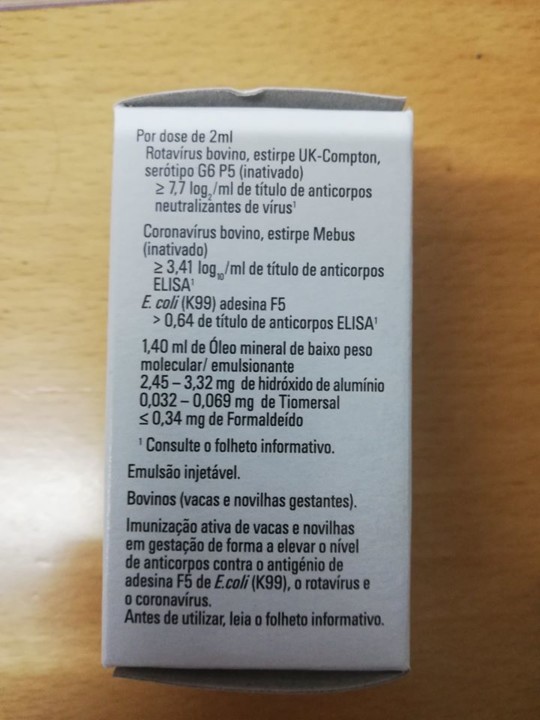 Por dose de 2ml
Rotavírus bovino, estirpe UK-Compton,
serótipo G6 P5 (inativado)
≥ 7,7 log₂/ml de título de anticorpos
neutralizantes de vírus¹
Coronavírus bovino, estirpe Mebus
(inativado)
≥ 3,41 log₁₀/ml de título de anticorpos
ELISA¹
E. coli (K99) adesina F5
> 0,64 de título de anticorpos ELISA¹
1,40 ml de Óleo mineral de baixo peso
molecular/ emulsionante
2,45 – 3,32 mg de hidróxido de alumínio
0,032 – 0,069 mg de Tiomersal
≤ 0,34 mg de Formaldeído
¹ Consulte o folheto informativo.
Emulsão injetável.
Bovinos (vacas e novilhas gestantes).
Imunização ativa de vacas e novilhas
em gestação de forma a elevar o nível
de anticorpos contra o antigénio de
adesina F5 de E.coli (K99), o rotavírus e
o coronavírus.
Antes de utilizar, leia o folheto informativo.